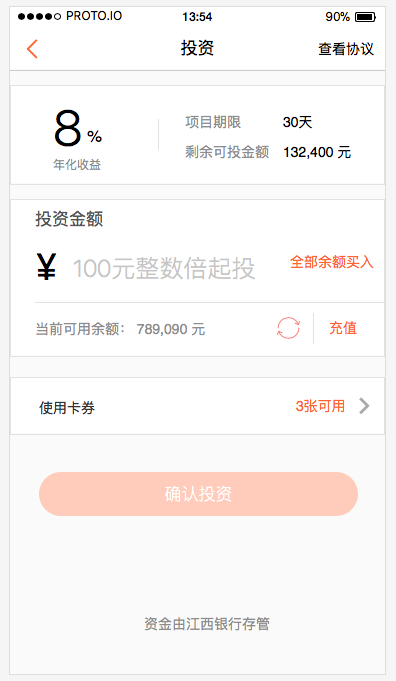 PROTO.IO 13:54 90%
投资 查看协议
8%
年化收益
项目期限 30天
剩余可投金额 132,400 元
投资金额
¥ 100元整数倍起投 全部余额买入
当前可用余额： 789,090 元 充值
使用卡券 3张可用
确认投资
资金由江西银行存管